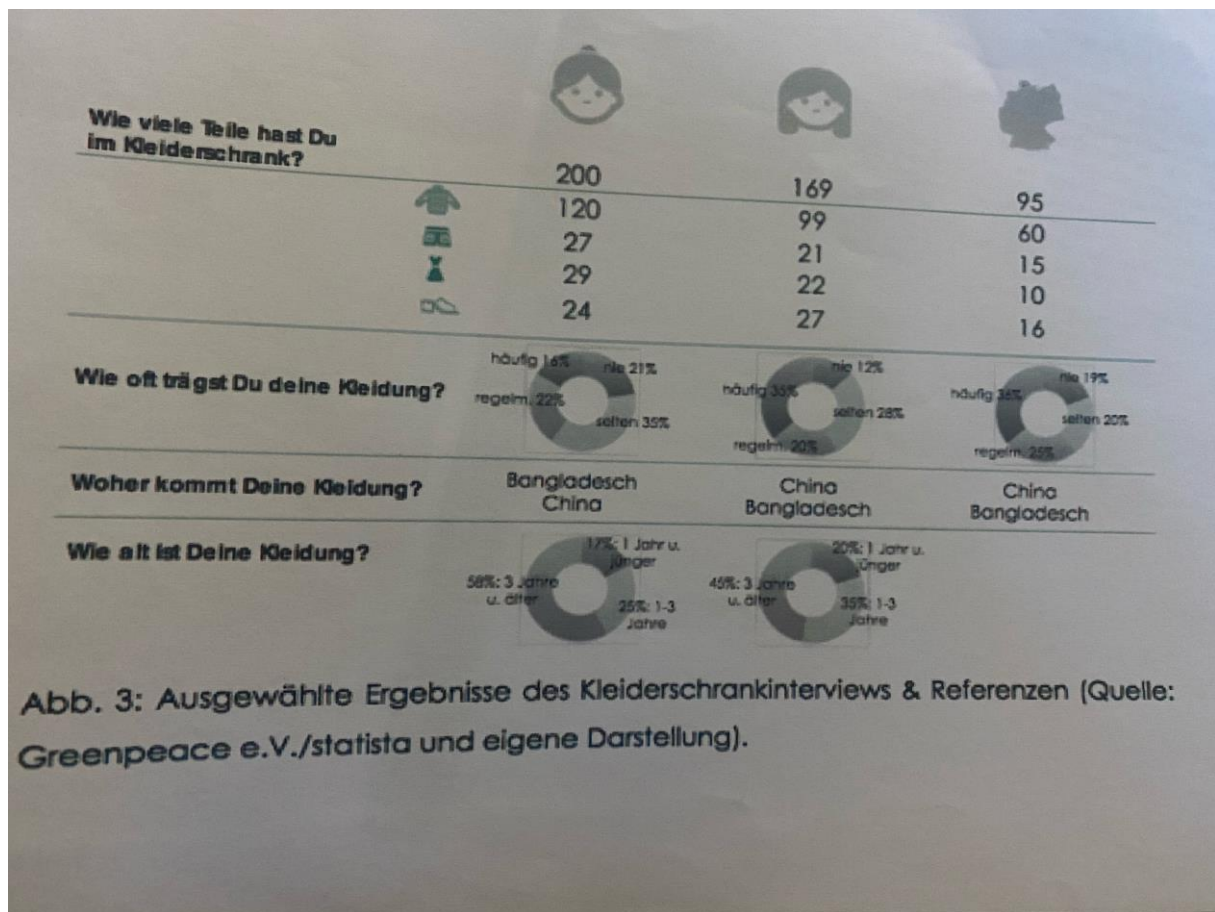 Wie viele Teile hast Du
im Kleiderschrank?
200 169 95
120 99 60
27 21 15
29 22 10
24 27 16
Wie oft trägst Du deine Kleidung?
häufig 16% nie 21%
regelm. 22% selten 35%
nie 12%
häufig 35% selten 28%
regelm. 20%
nie 19%
häufig 36% selten 20%
regelm. 25%
Woher kommt Deine Kleidung?
Bangladesch
China
China
Bangladesch
China
Bangladesch
Wie alt ist Deine Kleidung?
17%: 1 Jahr u.
jünger
58%: 3 Jahre
u. älter
25%: 1-3
Jahre
20%: 1 Jahr u.
jünger
45%: 3 Jahre
u. älter
35%: 1-3
Jahre
Abb. 3: Ausgewählte Ergebnisse des Kleiderschrankinterviews & Referenzen (Quelle:
Greenpeace e.V./statista und eigene Darstellung).